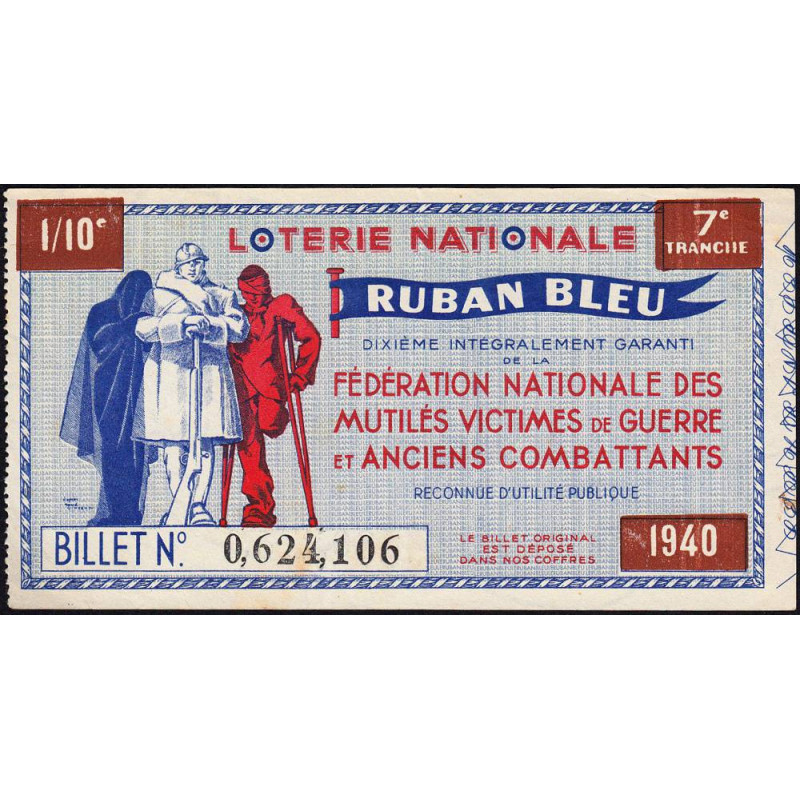 1/10e
LOTERIE NATIONALE
7e
TRANCHE
RUBAN BLEU
DIXIÈME INTÉGRALEMENT GARANTI
DE LA
FÉDÉRATION NATIONALE DES
MUTILÉS VICTIMES DE GUERRE
ET ANCIENS COMBATTANTS
RECONNUE D'UTILITÉ PUBLIQUE
BILLET No. 0,624,106
LE BILLET ORIGINAL
EST DÉPOSÉ
DANS NOS COFFRES
1940